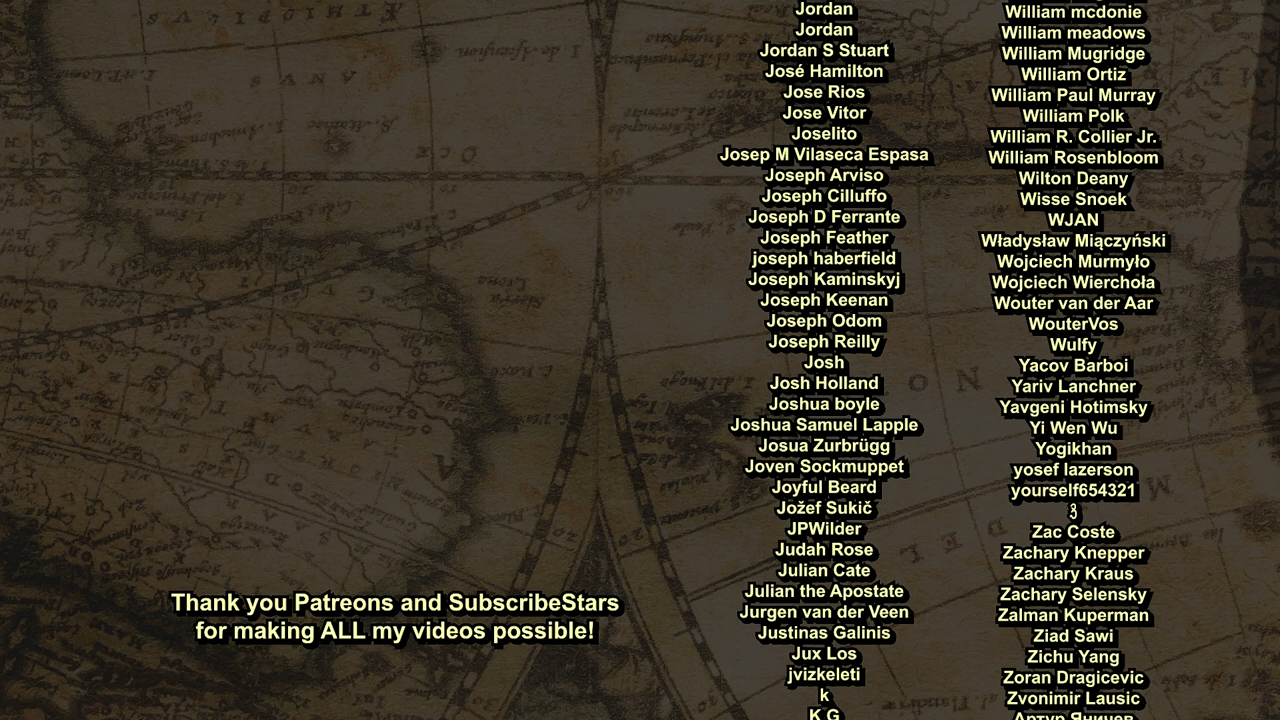 Thank you Patreons and SubscribeStars
for making ALL my videos possible!
Jordan
Jordan
Jordan S Stuart
José Hamilton
Jose Rios
Jose Vitor
Joselito
Josep M Vilaseca Espasa
Joseph Arviso
Joseph Cilluffo
Joseph D Ferrante
Joseph Feather
joseph haberfield
Joseph Kaminskyj
Joseph Keenan
Joseph Odom
Joseph Reilly
Josh
Josh Holland
Joshua boyle
Joshua Samuel Lapple
Josua Zurbrügg
Joven Sockmuppet
Joyful Beard
Jožef Sukič
JPWilder
Judah Rose
Julian Cate
Julian the Apostate
Jurgen van der Veen
Justinas Galinis
Jux Los
jvizkeleti
k
K G
William mcdonie
William meadows
William Mugridge
William Ortiz
William Paul Murray
William Polk
William R. Collier Jr.
William Rosenbloom
Wilton Deany
Wisse Snoek
WJAN
Władysław Miączyński
Wojciech Murmyło
Wojciech Wierchoła
Wouter van der Aar
WouterVos
Wulfy
Yacov Barboi
Yariv Lanchner
Yavgeni Hotimsky
Yi Wen Wu
Yogikhan
yosef lazerson
yourself654321
Zac Coste
Zachary Knepper
Zachary Kraus
Zachary Selensky
Zalman Kuperman
Ziad Sawi
Zichu Yang
Zoran Dragicevic
Zvonimir Lausic